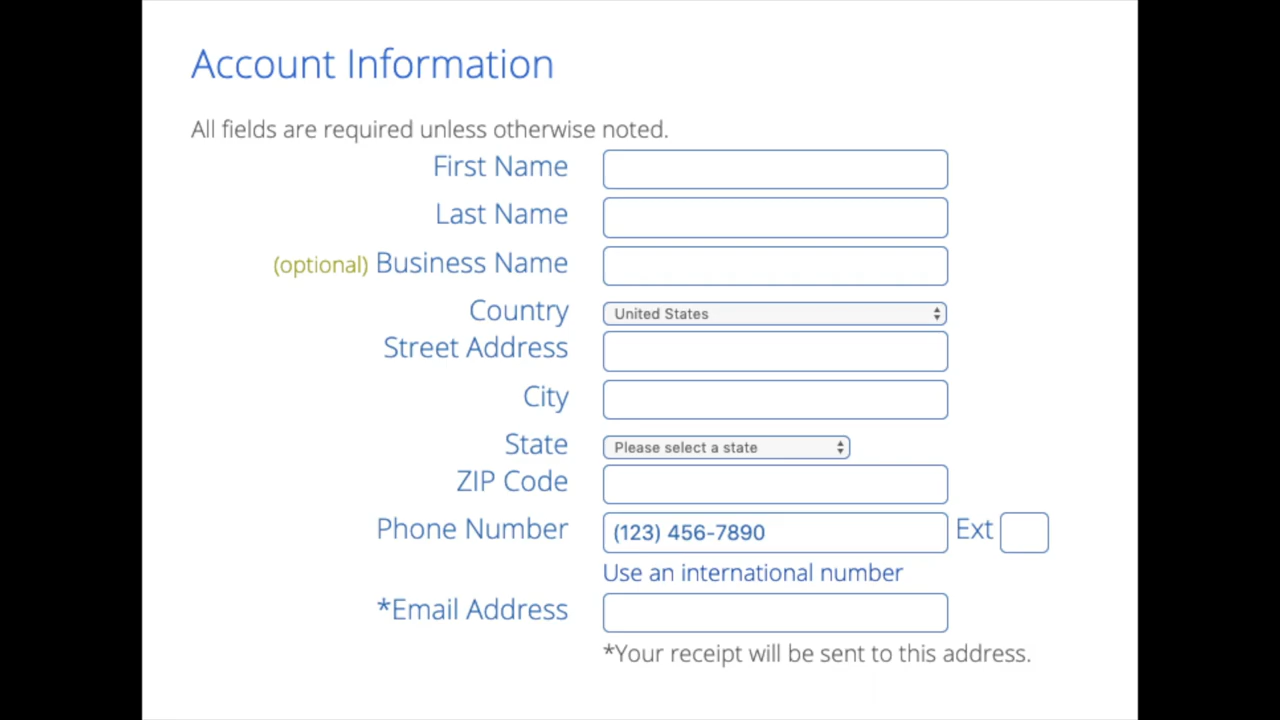 Account Information
All fields are required unless otherwise noted.
First Name
Last Name
(optional) Business Name
Country United States
Street Address
City
State Please select a state
ZIP Code
Phone Number (123) 456-7890 Ext
Use an international number
*Email Address
*Your receipt will be sent to this address.